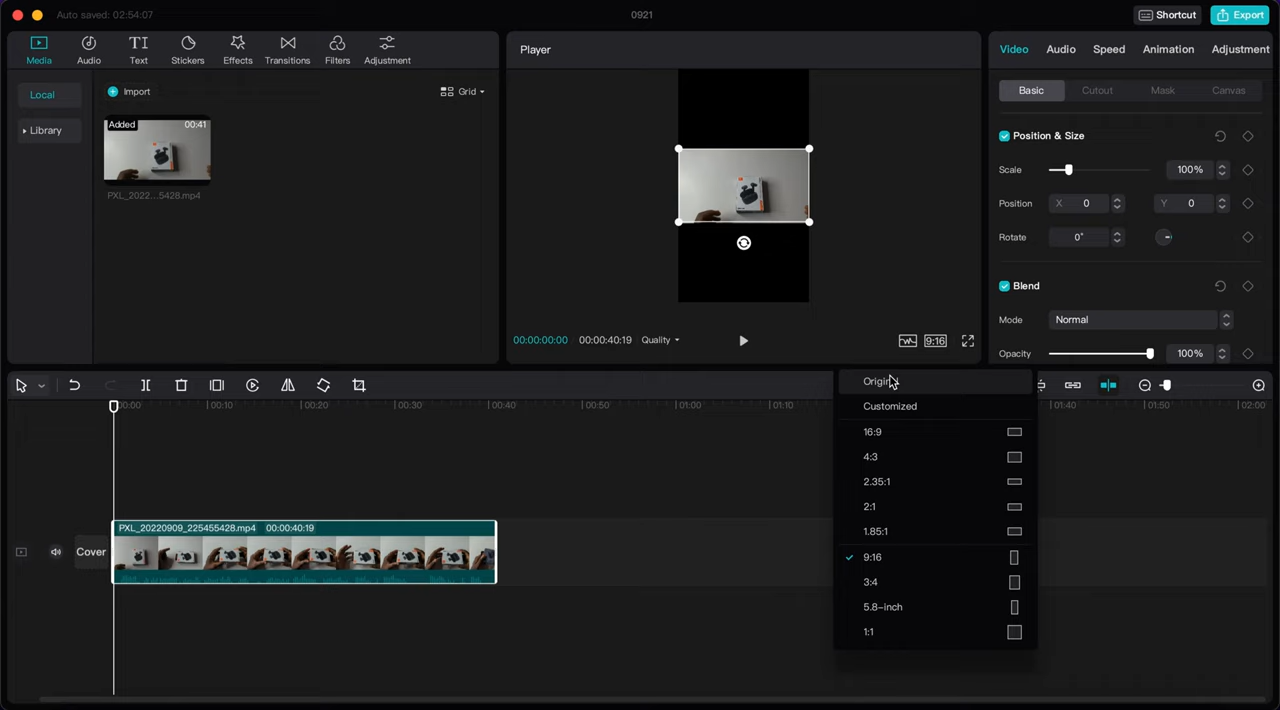 Auto saved: 02:54:07
0921
Shortcut
Export
Media
Audio
Text
Stickers
Effects
Transitions
Filters
Adjustment
Player
Video
Audio
Speed
Animation
Adjustment
Local
Library
Import
Grid
Added
00:41
PXL_2022...5428.mp4
Basic
Cutout
Mask
Canvas
Position & Size
Scale
100%
Position
X 0
Y 0
Rotate
0°
Blend
Mode
Normal
Opacity
100%
00:00:00:00
00:00:40:19
Quality
9:16
Original
Customized
16:9
4:3
2.35:1
2:1
1.85:1
9:16
3:4
5.8-inch
1:1
00:00
00:10
00:20
00:30
00:40
00:50
01:00
01:10
01:40
01:50
02:00
Cover
PXL_20220909_225455428.mp4 00:00:40:19